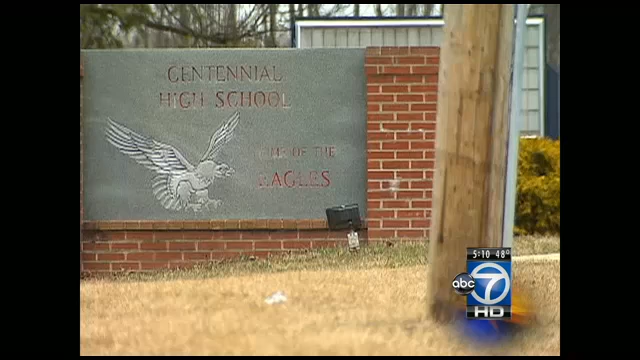 CENTENNIAL
HIGH SCHOOL
OF THE
EAGLES
5:10 48°
abc 7
HD